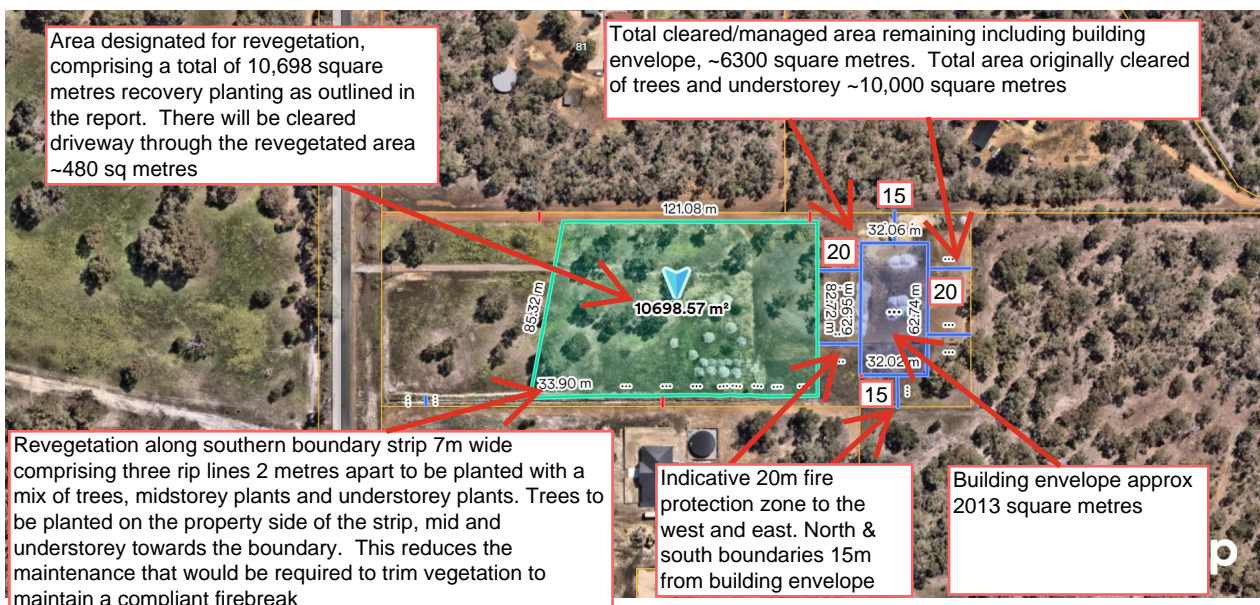 Area designated for revegetation,
comprising a total of 10,698 square
metres recovery planting as outlined in
the report. There will be cleared
driveway through the revegetated area
~480 sq metres
81
Total cleared/managed area remaining including building
envelope, ~6300 square metres. Total area originally cleared
of trees and understorey ~10,000 square metres
121.08 m
15
32.06 m
20
85.32 m
10698.57 m²
82.72 m
62.95 m
62.74 m
20
33.90 m
32.02 m
15
Revegetation along southern boundary strip 7m wide
comprising three rip lines 2 metres apart to be planted with a
mix of trees, midstorey plants and understorey plants. Trees to
be planted on the property side of the strip, mid and
understorey towards the boundary. This reduces the
maintenance that would be required to trim vegetation to
maintain a compliant firebreak
Indicative 20m fire
protection zone to the
west and east. North &
south boundaries 15m
from building envelope
Building envelope approx
2013 square metres
p